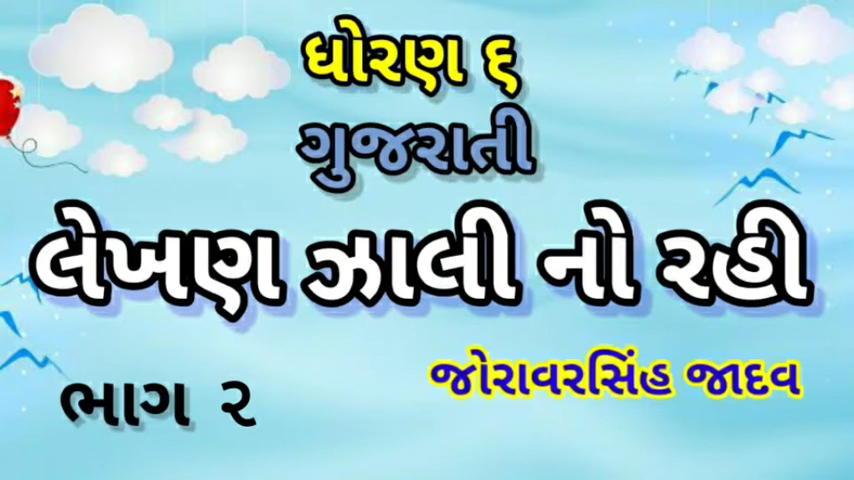 ધોરણ ૬
ગુજરાતી
લેખણ ઝાલી નો રહી
જોરાવરસિંહ જાદવ
ભાગ ૨